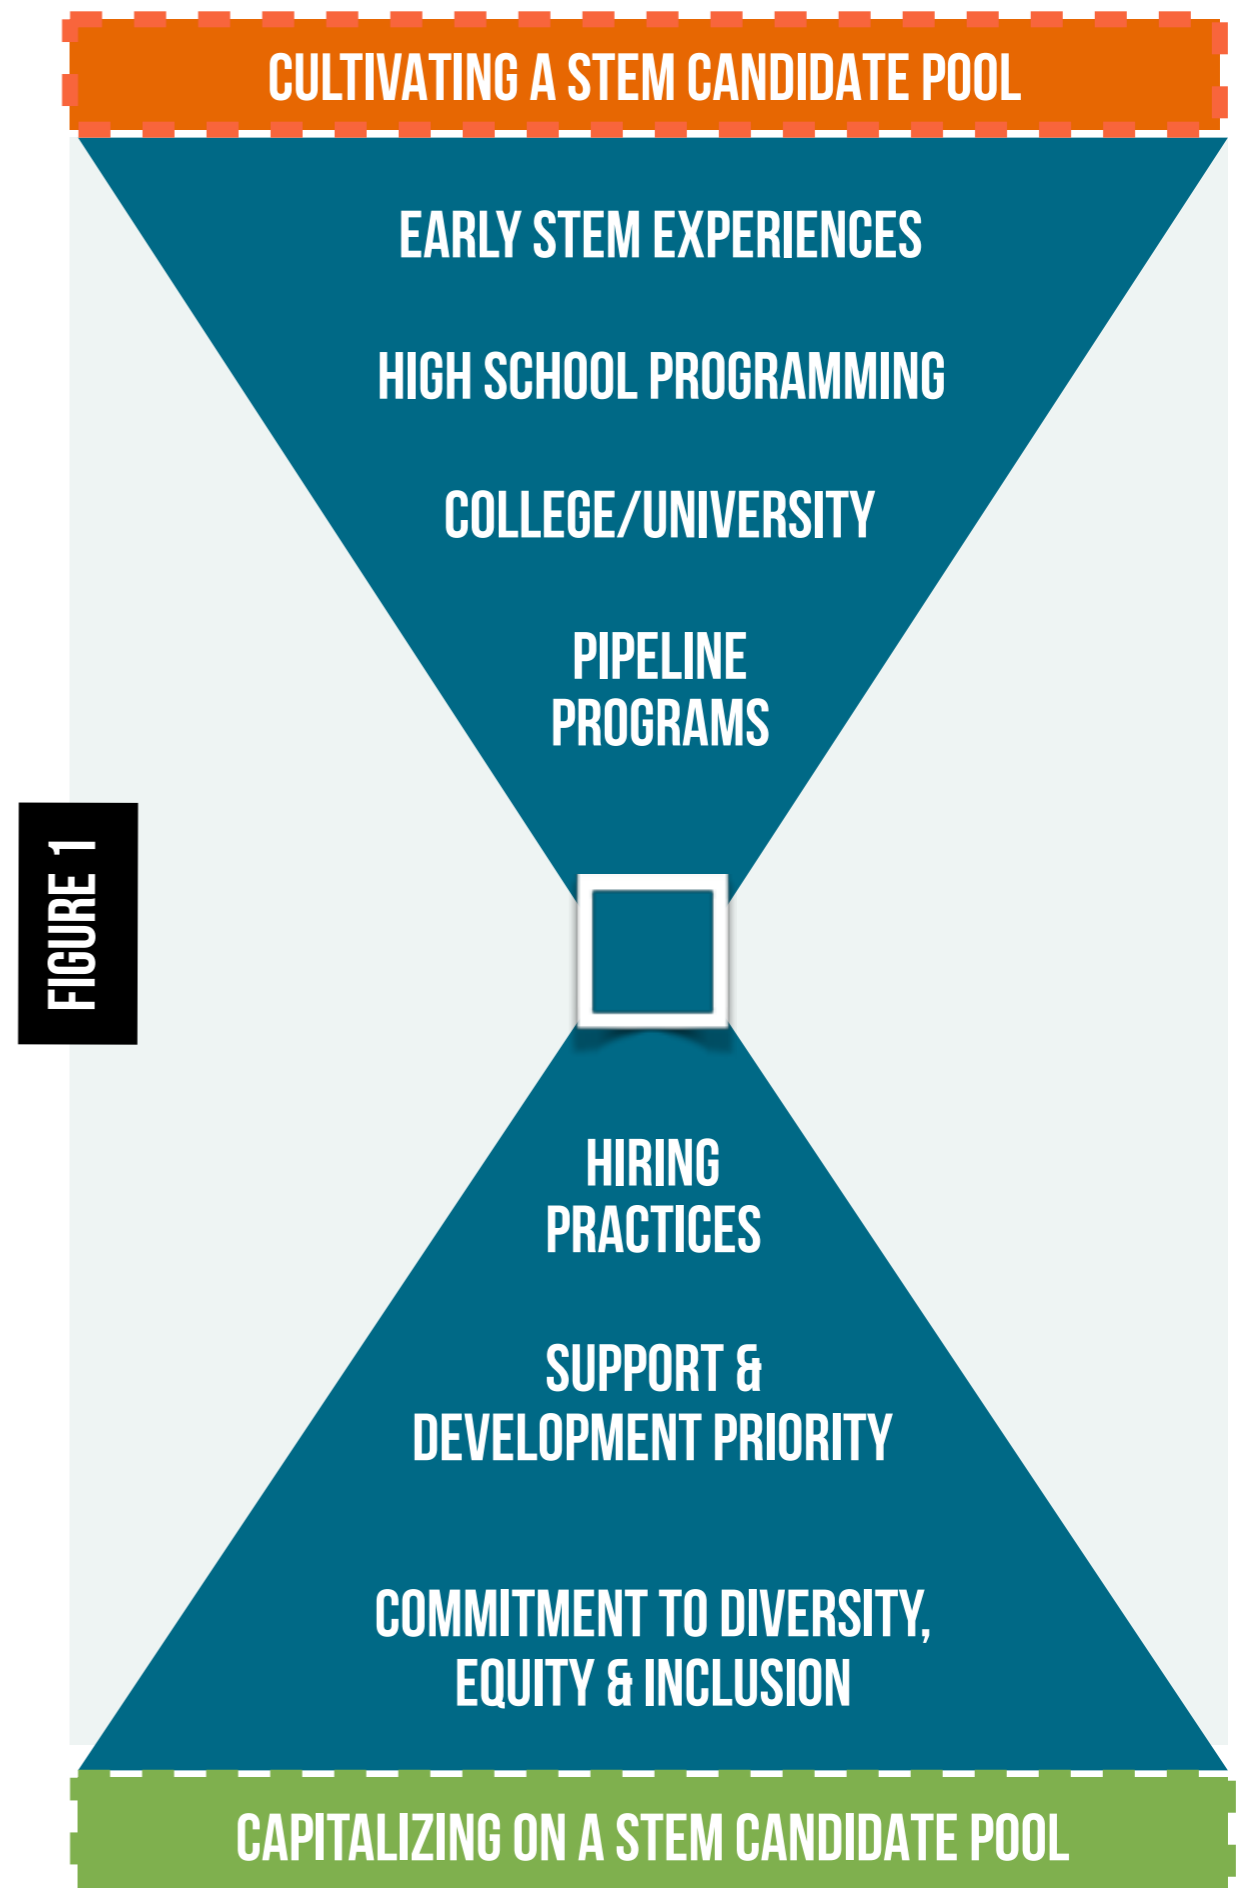 CULTIVATING A STEM CANDIDATE POOL
EARLY STEM EXPERIENCES
HIGH SCHOOL PROGRAMMING
COLLEGE/UNIVERSITY
PIPELINE
PROGRAMS
FIGURE 1
HIRING
PRACTICES
SUPPORT &
DEVELOPMENT PRIORITY
COMMITMENT TO DIVERSITY,
EQUITY & INCLUSION
CAPITALIZING ON A STEM CANDIDATE POOL